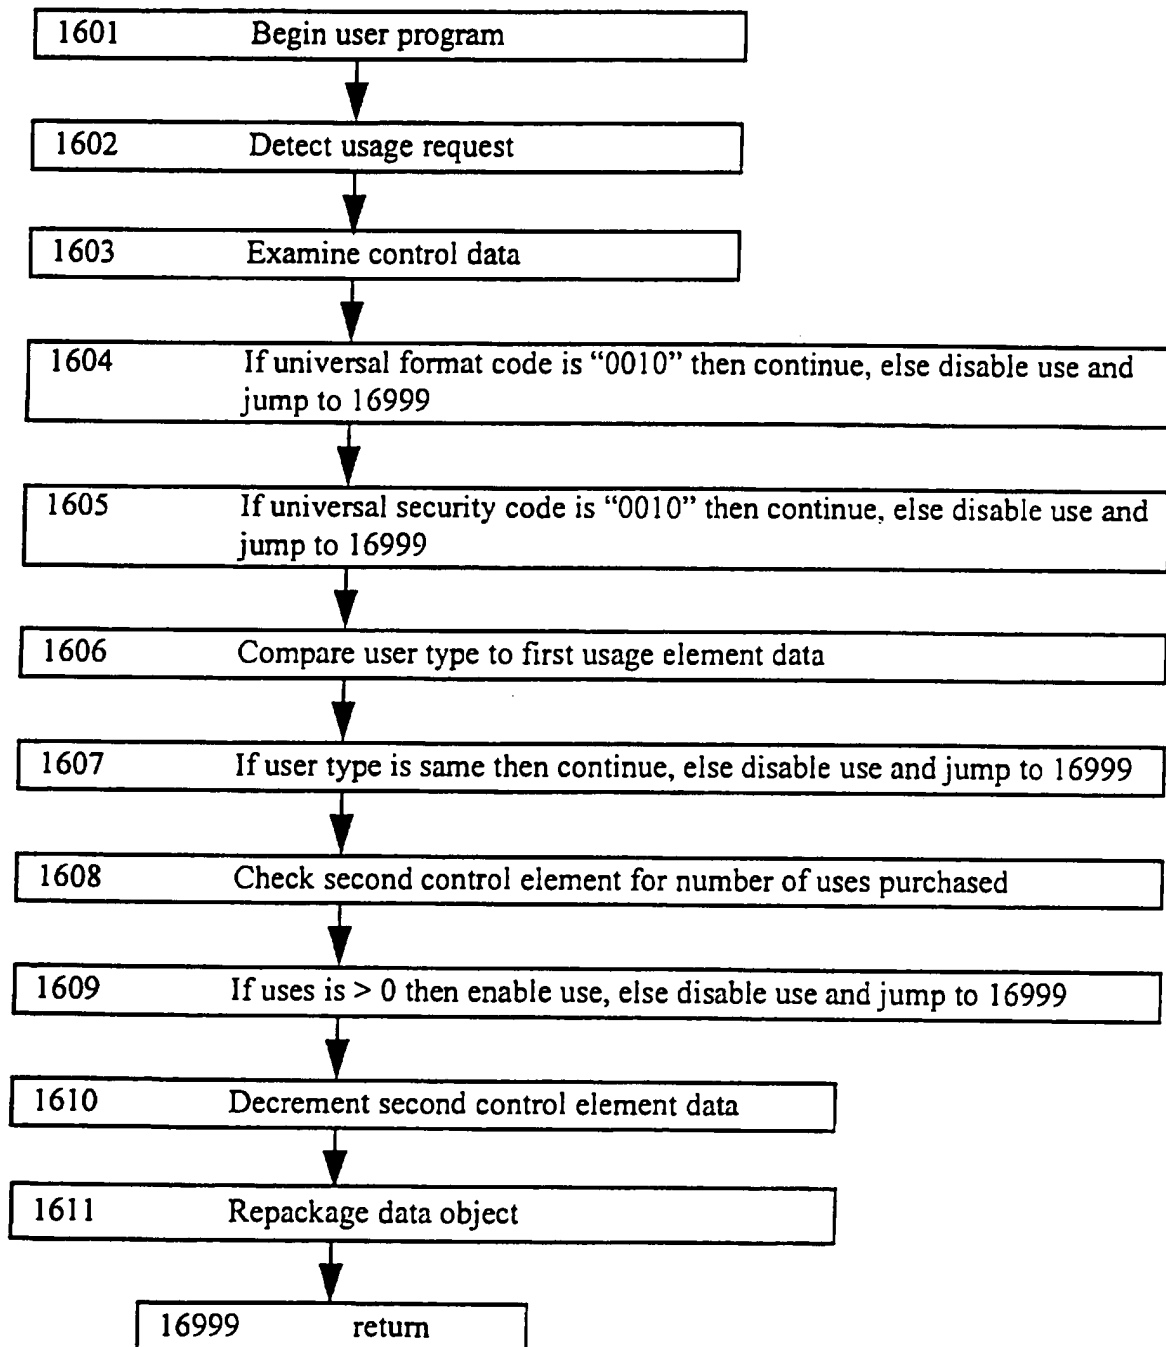 1601 Begin user program
1602 Detect usage request
1603 Examine control data
1604 If universal format code is “0010” then continue, else disable use and
jump to 16999
1605 If universal security code is “0010” then continue, else disable use and
jump to 16999
1606 Compare user type to first usage element data
1607 If user type is same then continue, else disable use and jump to 16999
1608 Check second control element for number of uses purchased
1609 If uses is > 0 then enable use, else disable use and jump to 16999
1610 Decrement second control element data
1611 Repackage data object
16999 return